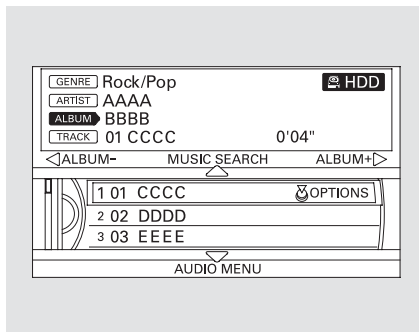 GENRE Rock/Pop HDD
ARTIST AAAA
ALBUM BBBB
TRACK 01 CCCC 0'04"
ALBUM- MUSIC SEARCH ALBUM+
1 01 CCCC OPTIONS
2 02 DDDD
3 03 EEEE
AUDIO MENU